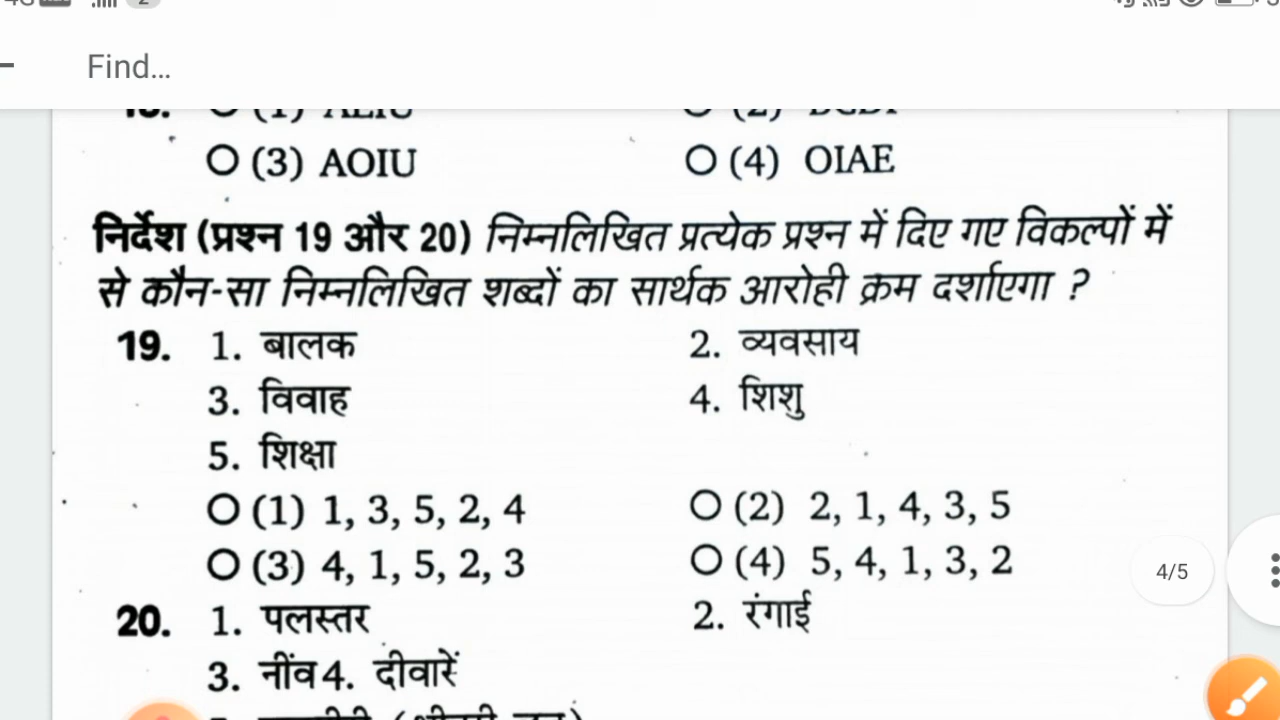 Find...
(3) AOIU (4) OIAE
निर्देश (प्रश्न 19 और 20) निम्नलिखित प्रत्येक प्रश्न में दिए गए विकल्पों में
से कौन-सा निम्नलिखित शब्दों का सार्थक आरोही क्रम दर्शाएगा ?
19. 1. बालक 2. व्यवसाय
3. विवाह 4. शिशु
5. शिक्षा
(1) 1, 3, 5, 2, 4 (2) 2, 1, 4, 3, 5
(3) 4, 1, 5, 2, 3 (4) 5, 4, 1, 3, 2
4/5
20. 1. पलस्तर 2. रंगाई
3. नींव 4. दीवारें